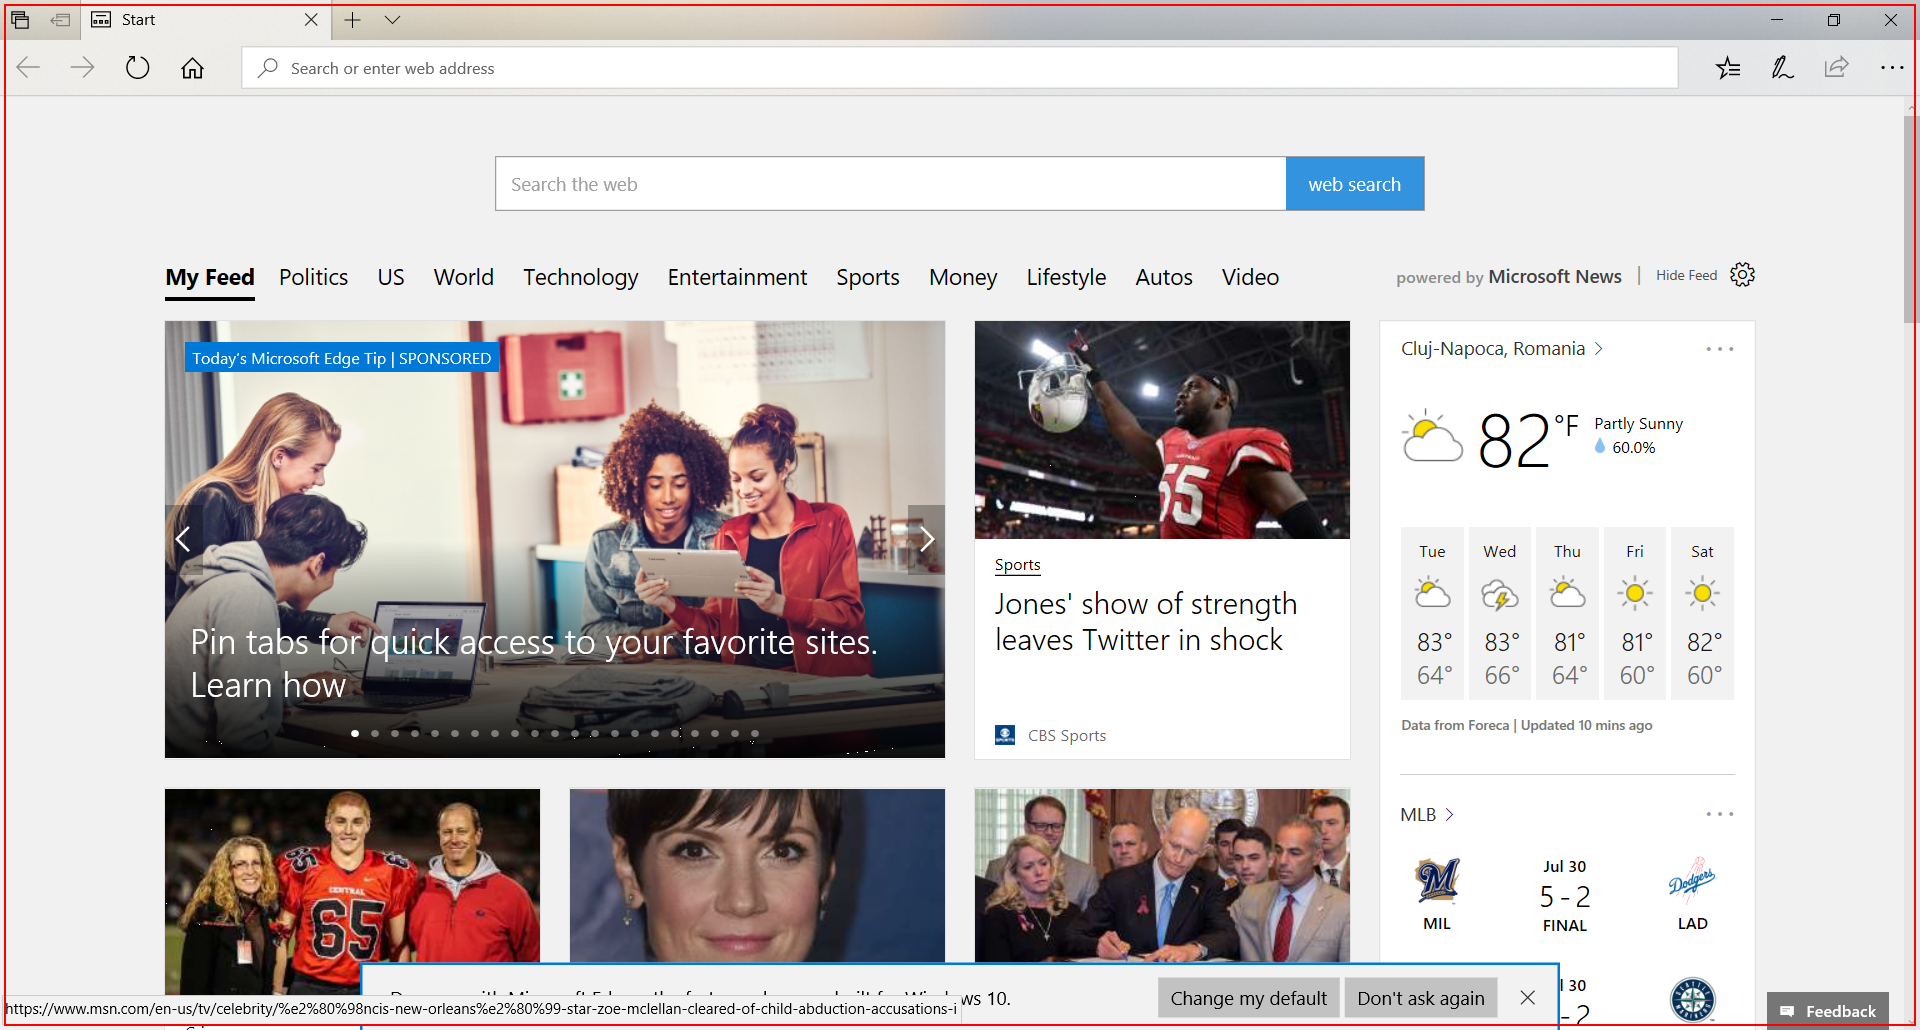 Start
Search or enter web address
Search the web
web search
My Feed
Politics
US
World
Technology
Entertainment
Sports
Money
Lifestyle
Autos
Video
powered by Microsoft News
Hide Feed
Today's Microsoft Edge Tip | SPONSORED
Pin tabs for quick access to your favorite sites.
Learn how
55
Sports
Jones' show of strength
leaves Twitter in shock
CBS Sports
Cluj-Napoca, Romania
82 °F
Partly Sunny
60.0%
Tue Wed Thu Fri Sat
83° 83° 81° 81° 82°
64° 66° 64° 60° 60°
Data from Foreca | Updated 10 mins ago
CENTRAL
65
MLB
Jul 30
5 - 2
Dodgers
MIL
FINAL
LAD
Windows 10.
Change my default
Don't ask again
https://www.msn.com/en-us/tv/celebrity/%e2%80%98ncis-new-orleans%e2%80%99-star-zoe-mclellan-cleared-of-child-abduction-accusations-i
Feedback